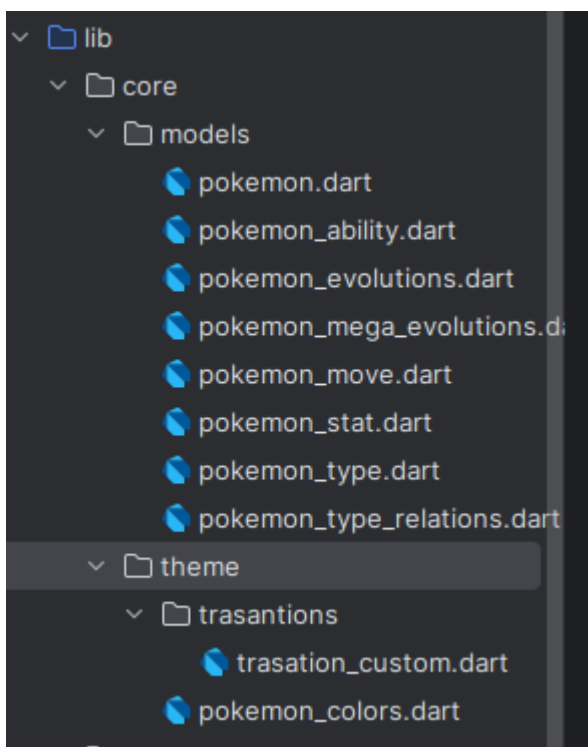 lib
core
models
pokemon.dart
pokemon_ability.dart
pokemon_evolutions.dart
pokemon_mega_evolutions.da
pokemon_move.dart
pokemon_stat.dart
pokemon_type.dart
pokemon_type_relations.dart
theme
trasantions
trasation_custom.dart
pokemon_colors.dart